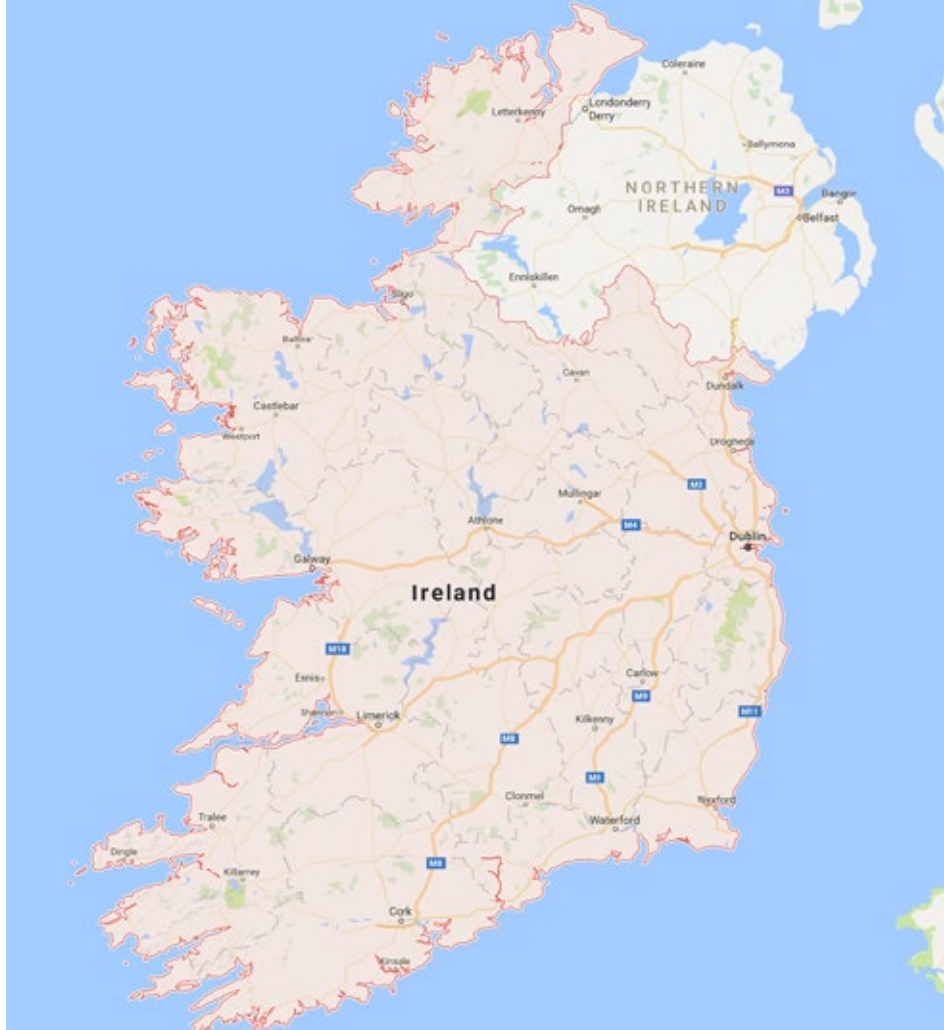 Coleraine
Londonderry
Derry
Letterkenny
Ballymena
NORTHERN
IRELAND
M2
Bangor
Omagh
Belfast
Enniskillen
Sligo
Ballina
Cavan
Dundalk
Castlebar
Westport
Drogheda
M3
Mullingar
Athlone
M4
Dublin
Galway
Ireland
M18
Ennis
Carlow
M9
Shannon
Limerick
Kilkenny
M11
M8
M9
Clonmel
Wexford
Tralee
Waterford
Dingle
M8
Killarney
Cork
Kinsale